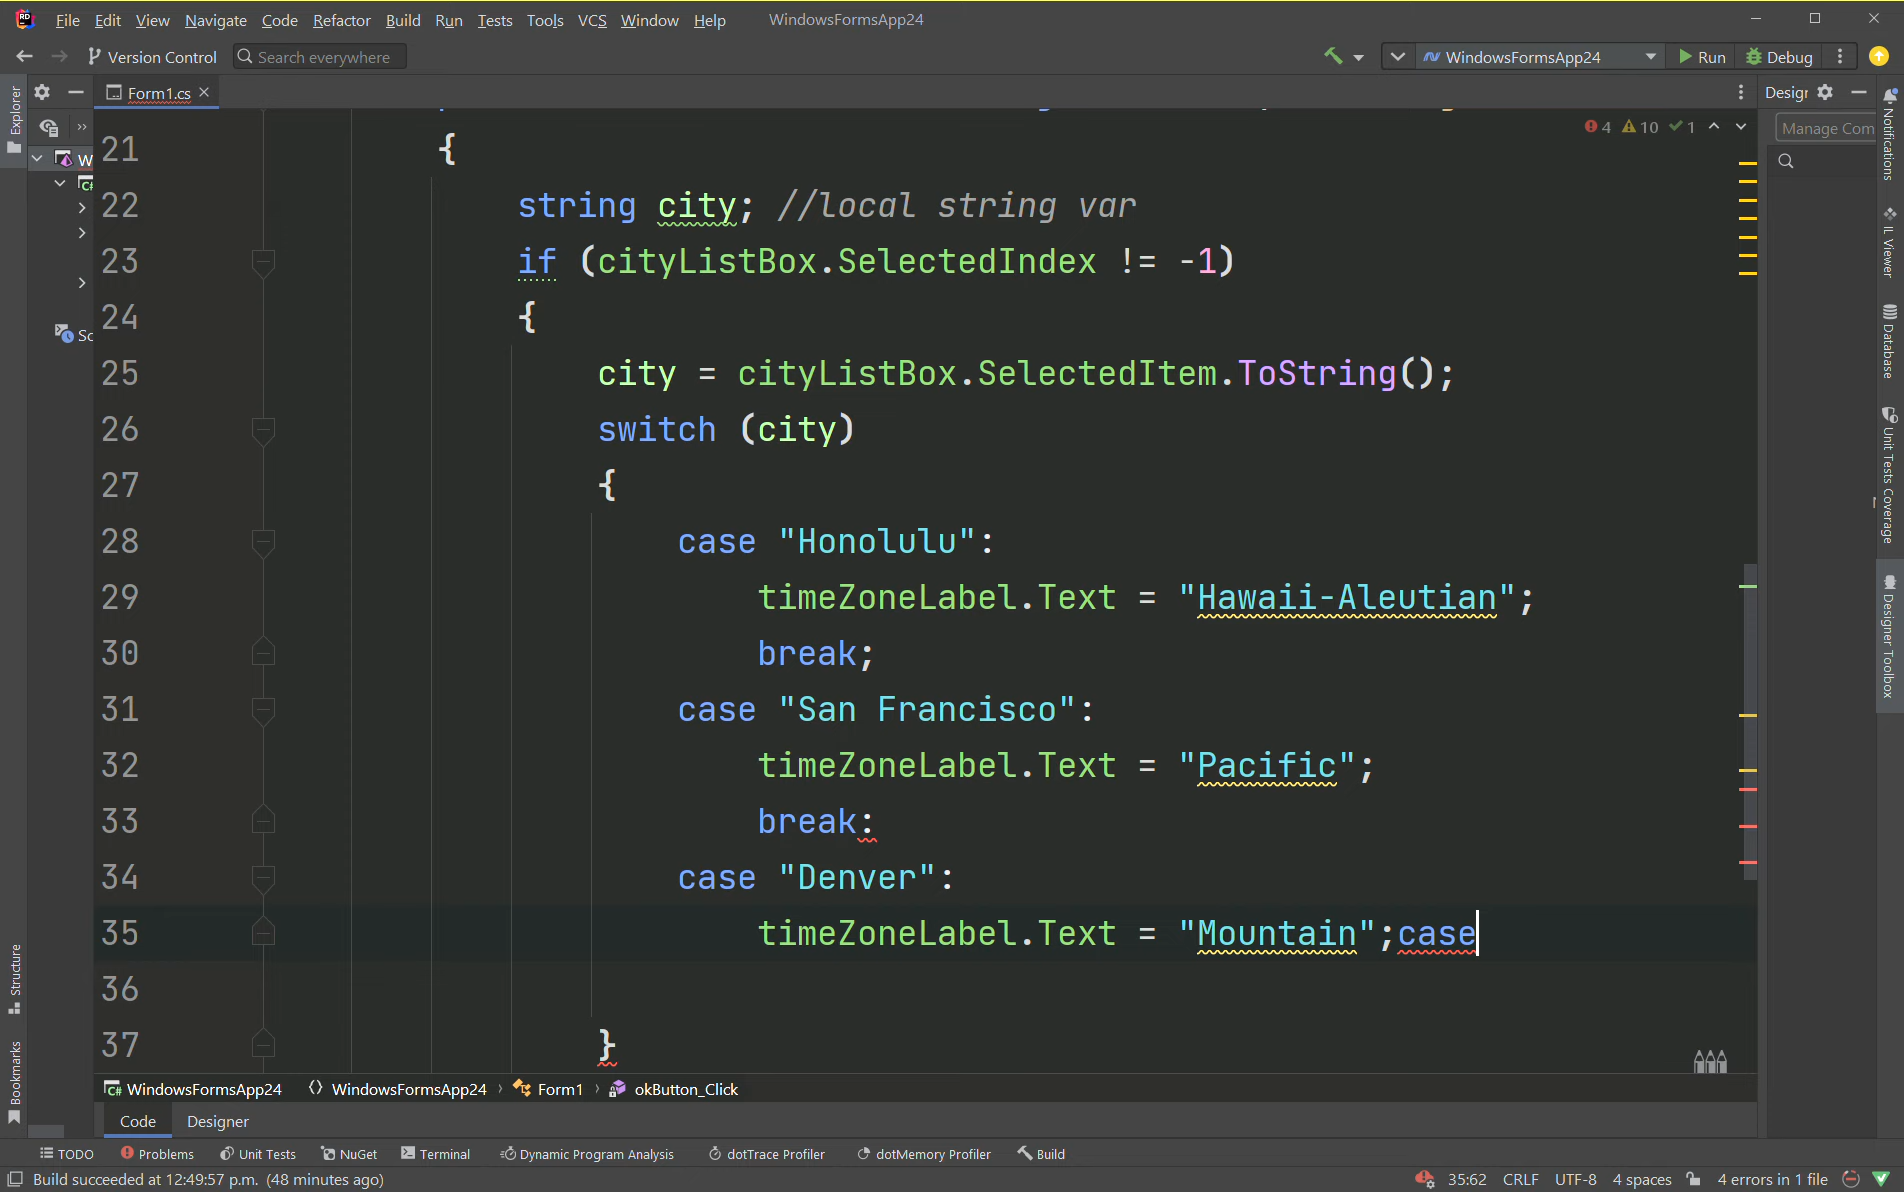 File Edit View Navigate Code Refactor Build Run Tests Tools VCS Window Help WindowsFormsApp24
Version Control Search everywhere WindowsFormsApp24 Run Debug
Explorer
Form1.cs
Desigr
4 10 1
Manage Com
Notifications
W
So
IL Viewer
Database
Unit Tests Coverage
Designer Toolbox
21 {
22 string city; //local string var
23 if (cityListBox.SelectedIndex != -1)
24 {
25 city = cityListBox.SelectedItem.ToString();
26 switch (city)
27 {
28 case "Honolulu":
29 timeZoneLabel.Text = "Hawaii-Aleutian";
30 break;
31 case "San Francisco":
32 timeZoneLabel.Text = "Pacific";
33 break:
34 case "Denver":
35 timeZoneLabel.Text = "Mountain";case
36
37 }
Structure
Bookmarks
C# WindowsFormsApp24 WindowsFormsApp24 Form1 okButton_Click
Code Designer
TODO Problems Unit Tests NuGet Terminal Dynamic Program Analysis dotTrace Profiler dotMemory Profiler Build
Build succeeded at 12:49:57 p.m. (48 minutes ago) 35:62 CRLF UTF-8 4 spaces 4 errors in 1 file